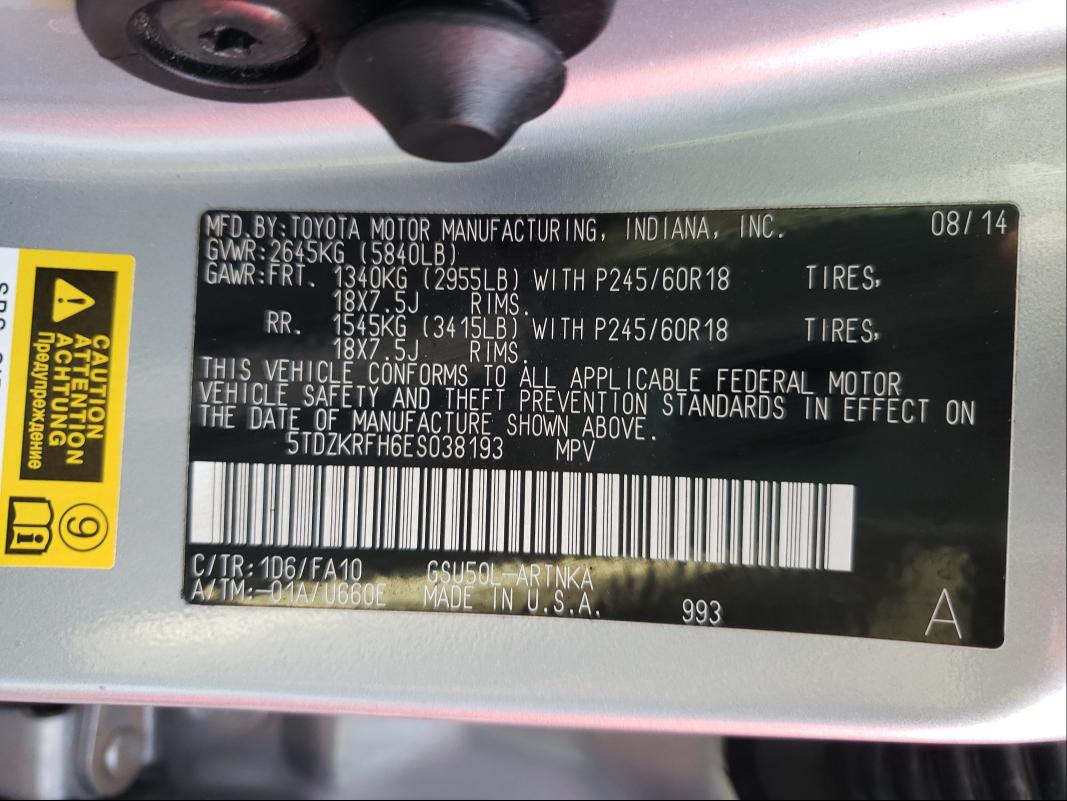 MFD.BY:TOYOTA MOTOR MANUFACTURING, INDIANA, INC. 08/14
GVWR:2645KG (5840LB)
GAWR:FRT. 1340KG (2955LB) WITH P245/60R18 TIRES,
18X7.5J RIMS.
RR. 1545KG (3415LB) WITH P245/60R18 TIRES,
18X7.5J RIMS.
THIS VEHICLE CONFORMS TO ALL APPLICABLE FEDERAL MOTOR
VEHICLE SAFETY AND THEFT PREVENTION STANDARDS IN EFFECT ON
THE DATE OF MANUFACTURE SHOWN ABOVE.
5TDZKRFH6ES038193 MPV
C/TR:1D6/FA10 GSU50L-ARTNKA
A/TM:-01A/U660E MADE IN U.S.A. 993
A
CAUTION
ATTENTION
ACHTUNG
Предупреждение
9